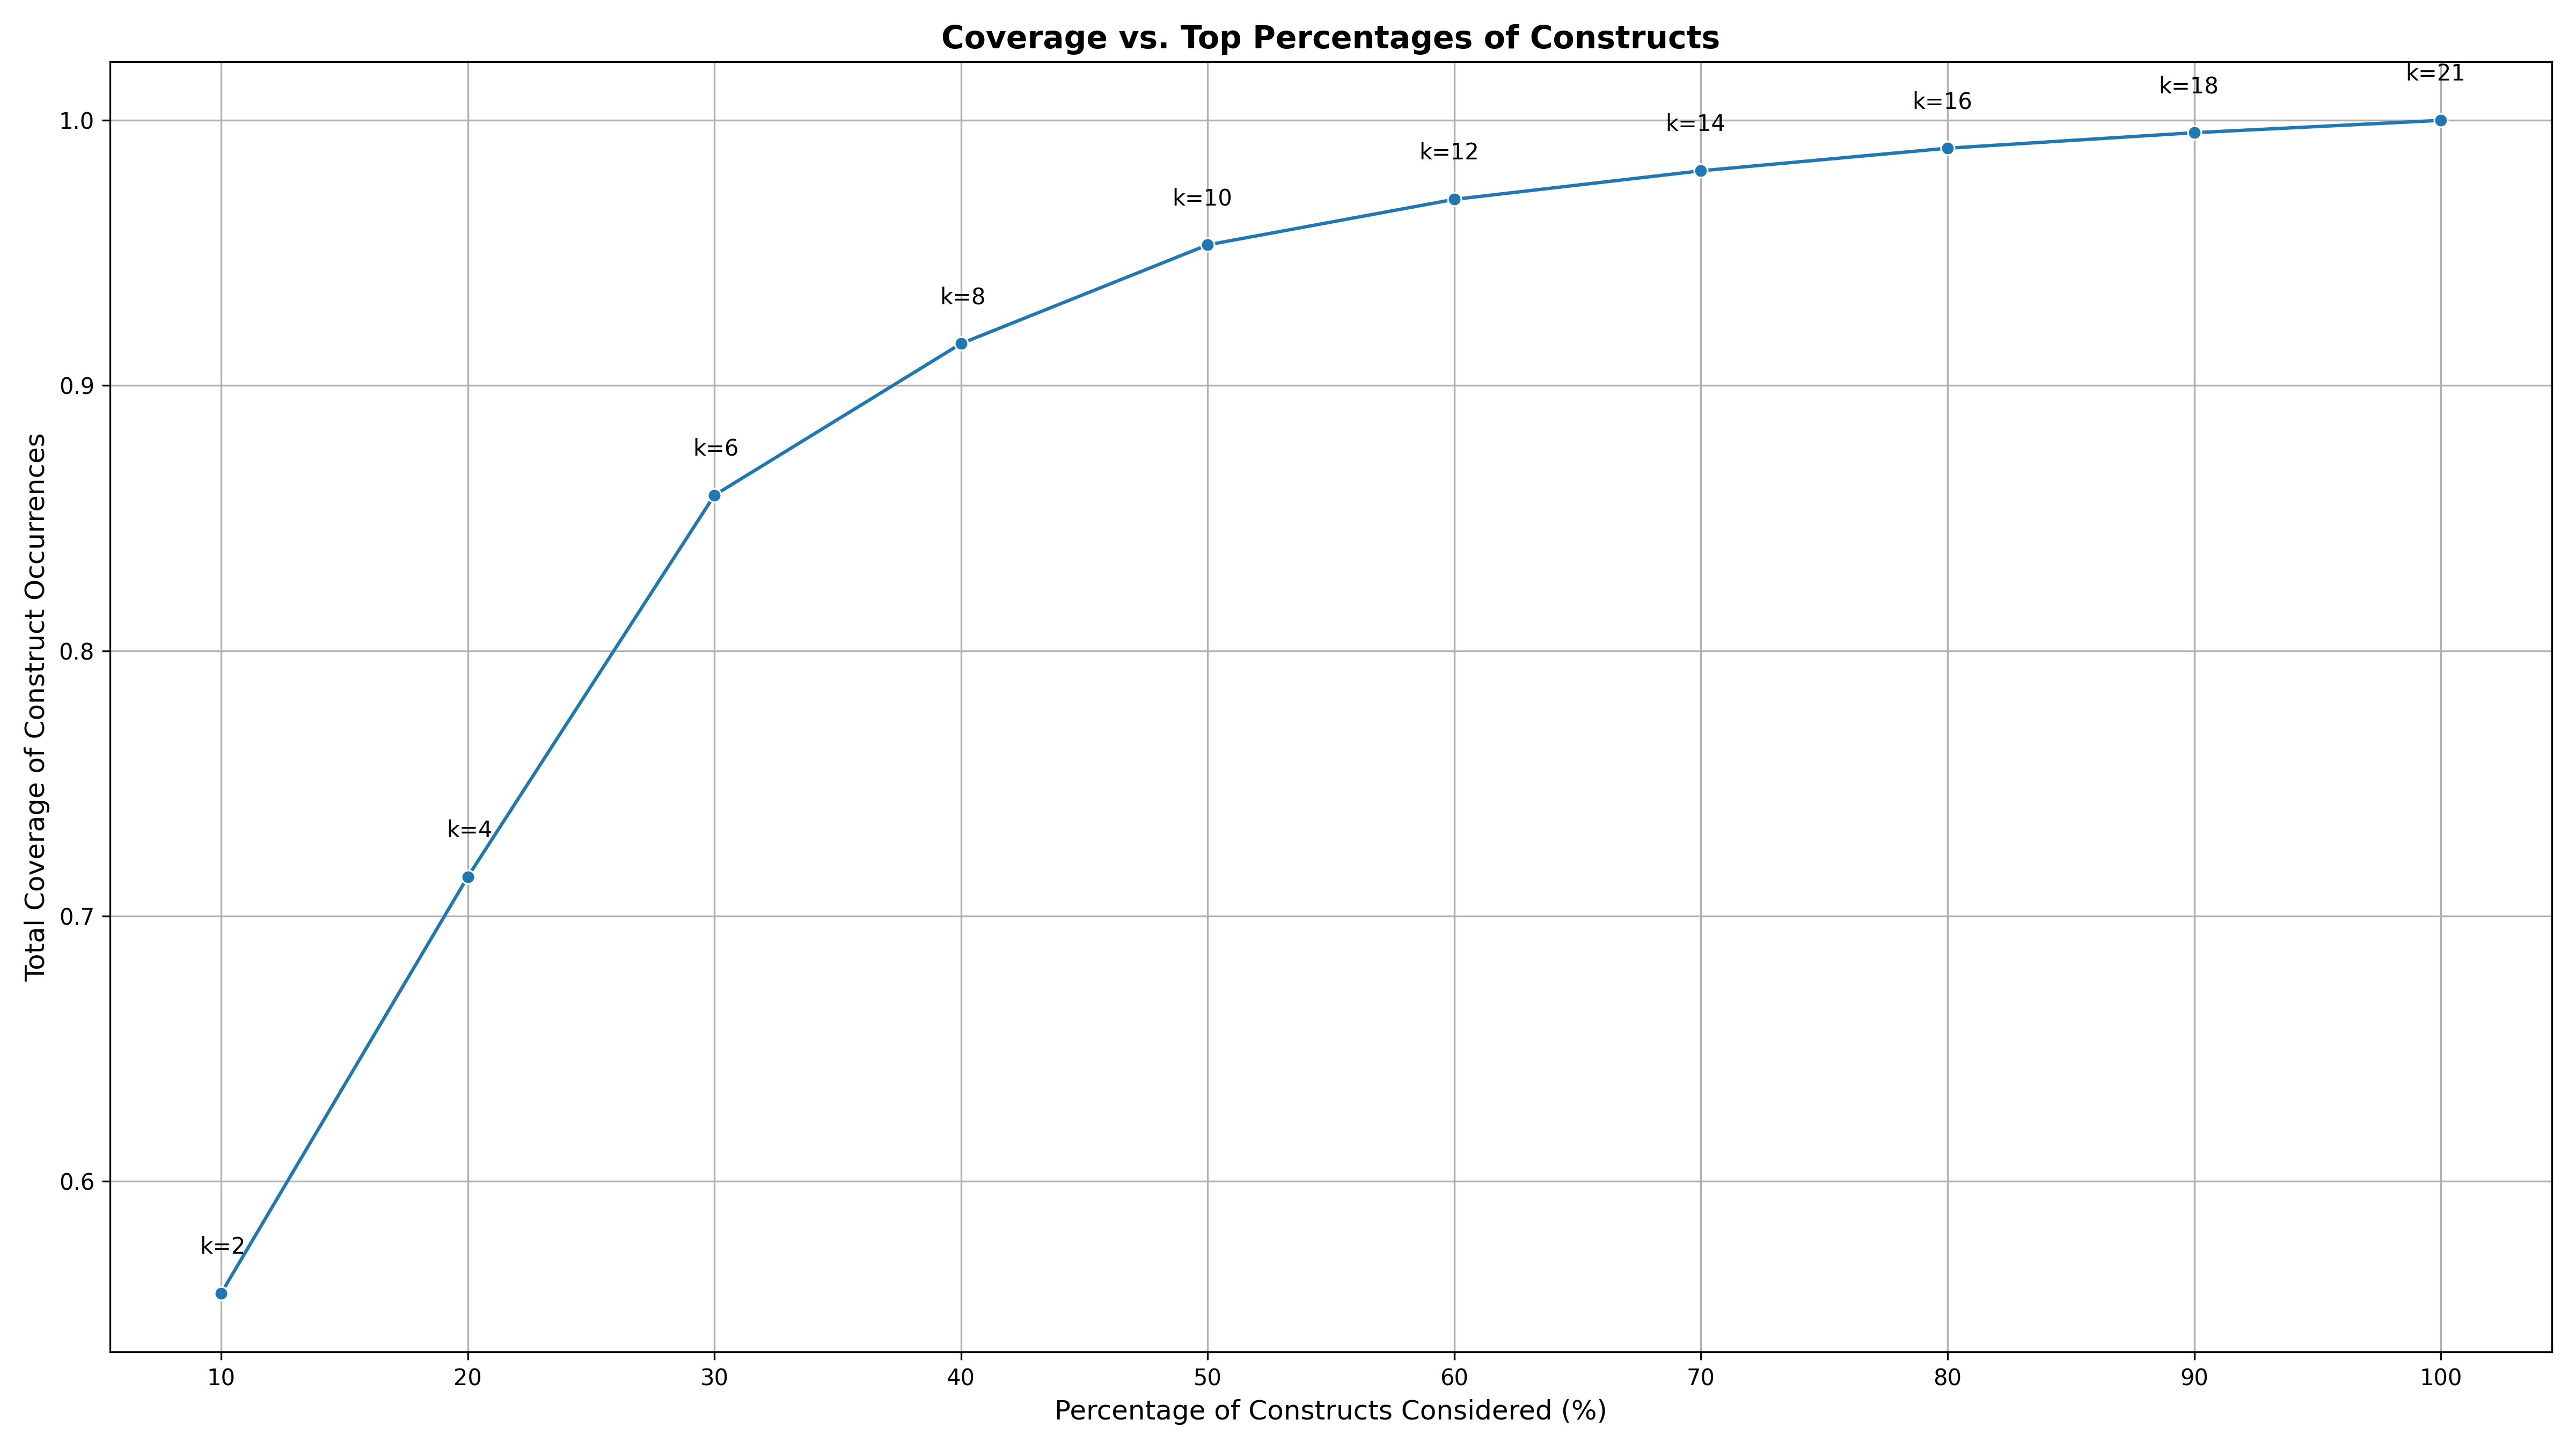 Coverage vs. Top Percentages of Constructs
k=21
k=18
k=16
1.0
k=14
k=12
k=10
k=8
0.9
k=6
Total Coverage of Construct Occurrences
0.8
k=4
0.7
0.6
k=2
10 20 30 40 50 60 70 80 90 100
Percentage of Constructs Considered (%)